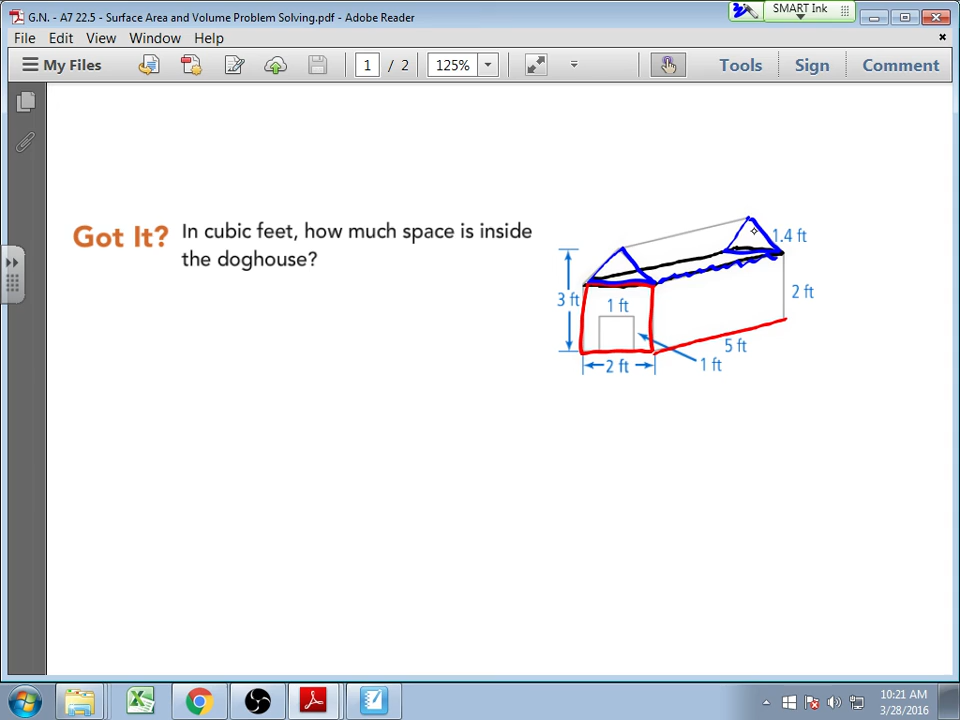 G.N. - A7 22.5 - Surface Area and Volume Problem Solving.pdf - Adobe Reader
SMART Ink
File Edit View Window Help
My Files 1 / 2 125% Tools Sign Comment
Got It? In cubic feet, how much space is inside
the doghouse?
1.4 ft
3 ft
1 ft
2 ft
5 ft
2 ft
1 ft
10:21 AM
3/28/2016